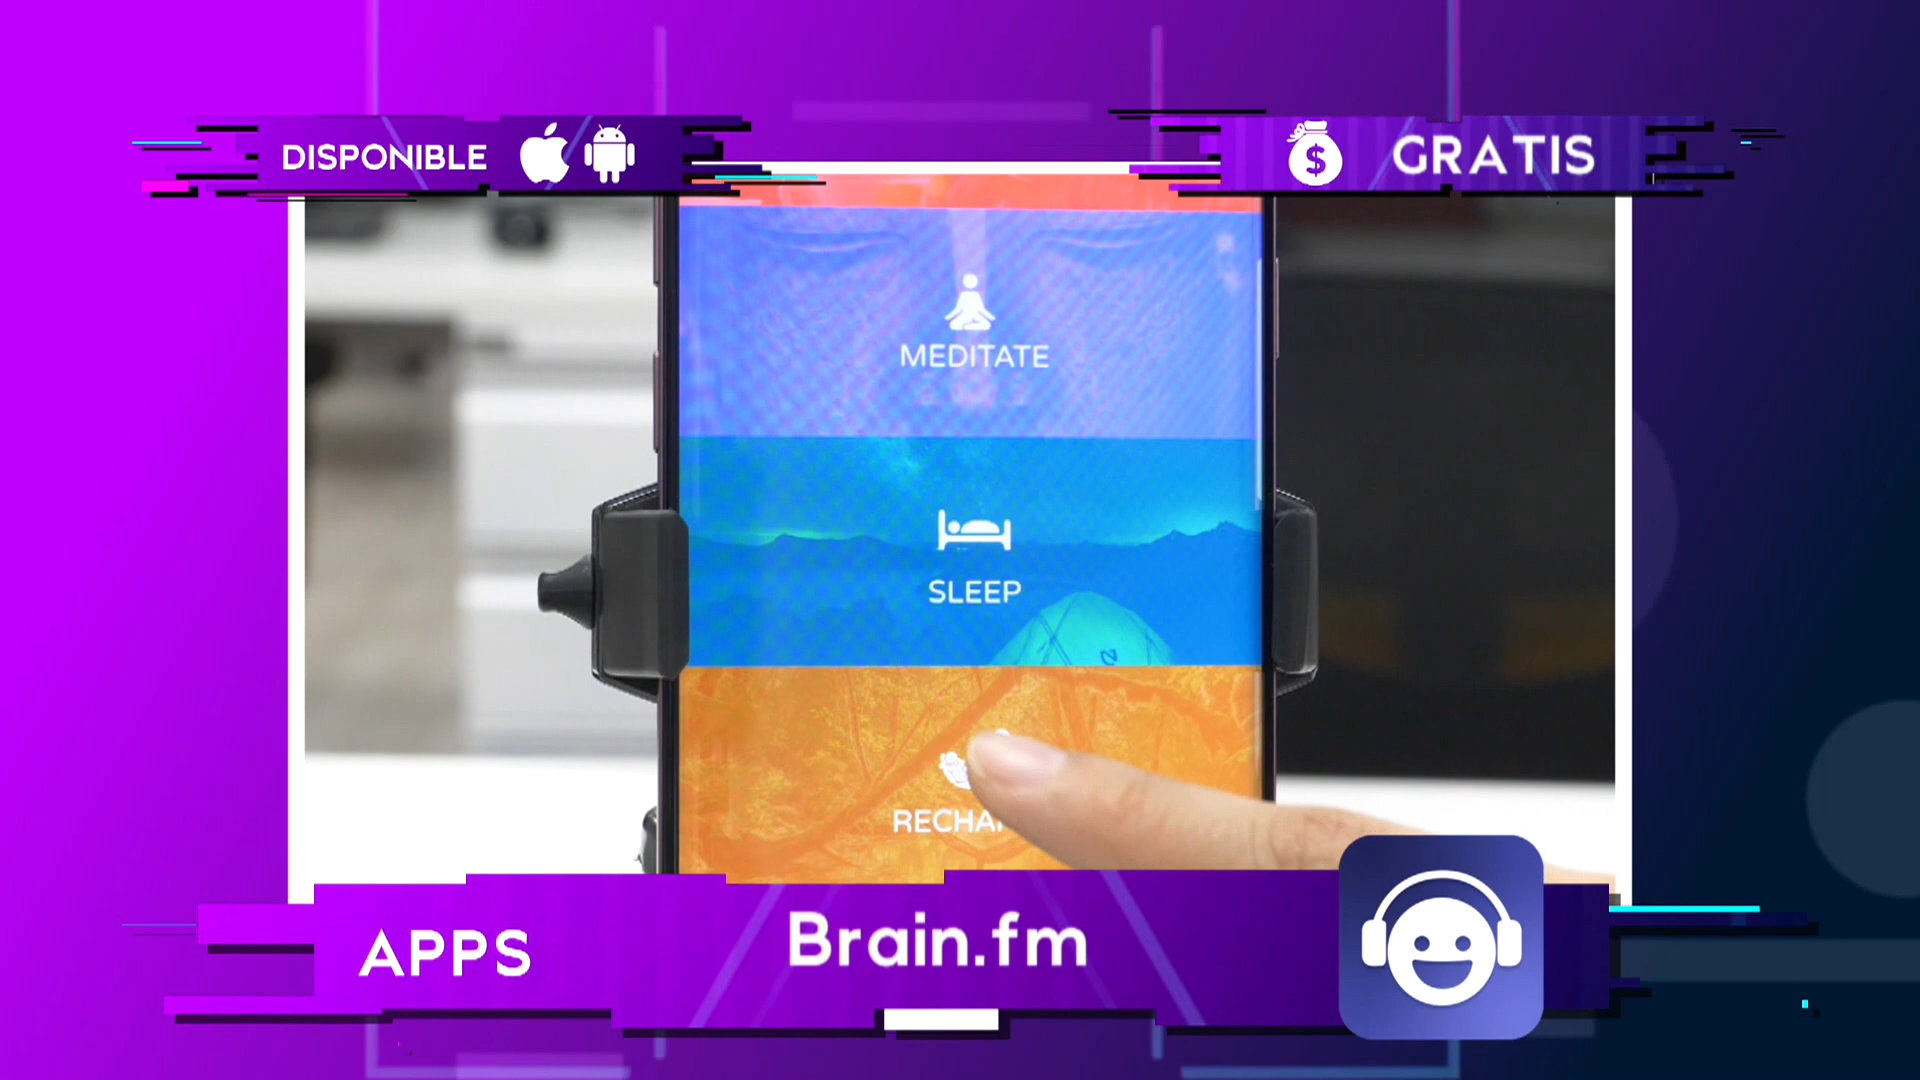 DISPONIBLE
$ GRATIS
MEDITATE
SLEEP
APPS
Brain.fm